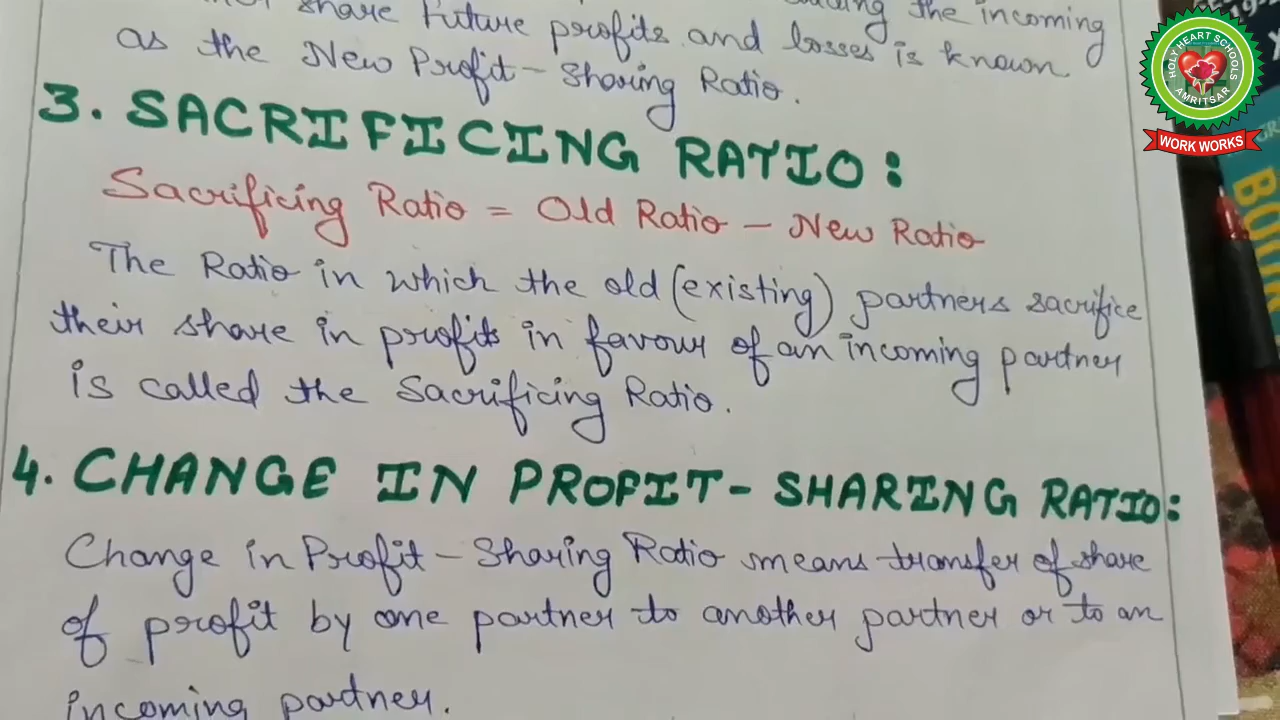 share Future profits and losses is known
the incoming
as the New Profit - Sharing Ratio.
3. SACRIFICING RATIO:
Sacrificing Ratio = Old Ratio - New Ratio
The Ratio in which the old (existing) partners sacrifice
their share in profits in favour of an incoming partner
is called the Sacrificing Ratio.
4. CHANGE IN PROFIT - SHARING RATIO:
Change in Profit - Sharing Ratio means transfer of share
of profit by one partner to another partner or to an
incoming partner.
HOLY HEART SCHOOLS
AMRITSAR
WORK WORKS